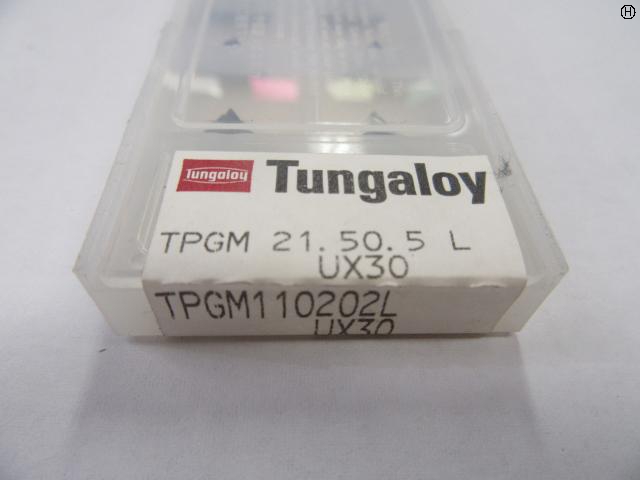 Tungaloy Tungaloy
TPGM 21.50.5 L
UX30
TPGM110202L
UX30
H